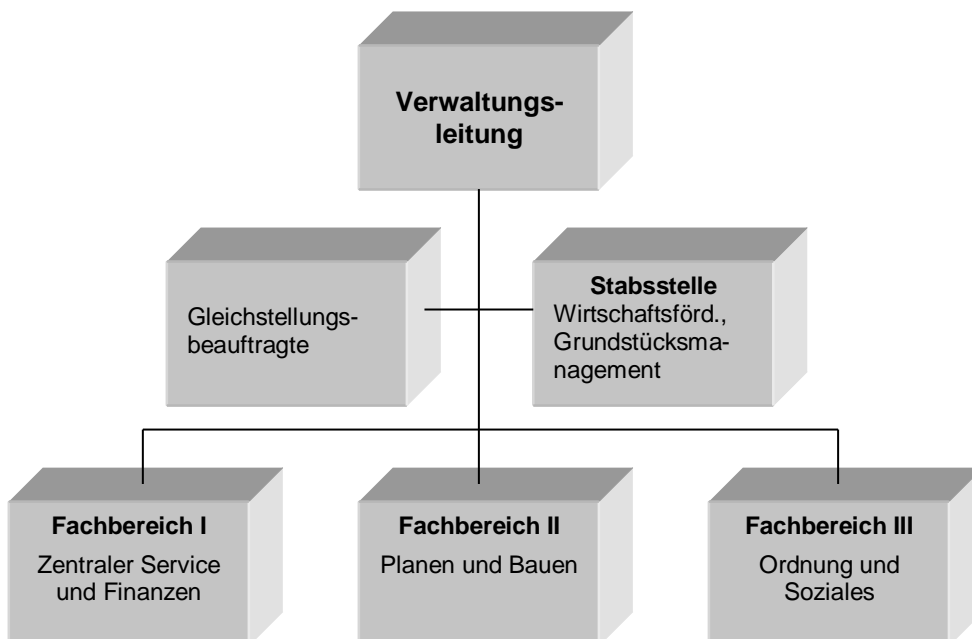 Verwaltungs-
leitung
Gleichstellungs-
beauftragte
Stabsstelle
Wirtschaftsförd.,
Grundstücksma-
nagement
Fachbereich I
Zentraler Service
und Finanzen
Fachbereich II
Planen und Bauen
Fachbereich III
Ordnung und
Soziales